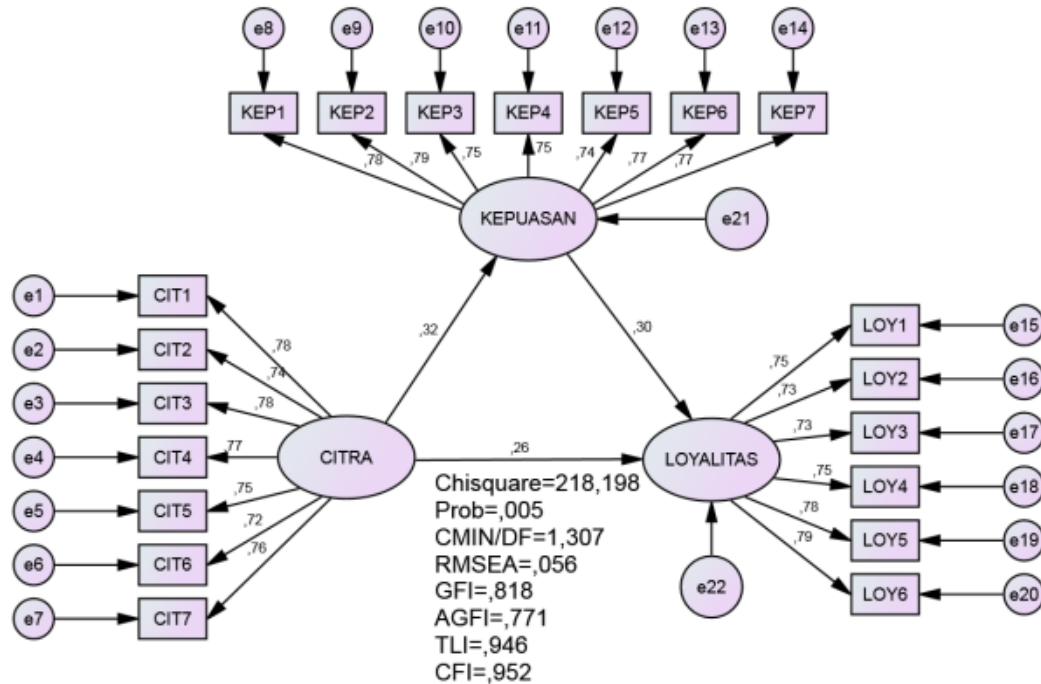 e8 e9 e10 e11 e12 e13 e14
KEP1 KEP2 KEP3 KEP4 KEP5 KEP6 KEP7
,78 ,79 ,75 ,75 ,74 ,77 ,77
KEPUASAN
e21
,32
,30
e1 CIT1
e2 CIT2
e3 CIT3
e4 CIT4
e5 CIT5
e6 CIT6
e7 CIT7
,78
,74
,78
,77
,75
,72
,76
CITRA
,26
LOYALITAS
e22
,75
,73
,73
,75
,78
,79
LOY1 e15
LOY2 e16
LOY3 e17
LOY4 e18
LOY5 e19
LOY6 e20
Chisquare=218,198
Prob=,005
CMIN/DF=1,307
RMSEA=,056
GFI=,818
AGFI=,771
TLI=,946
CFI=,952